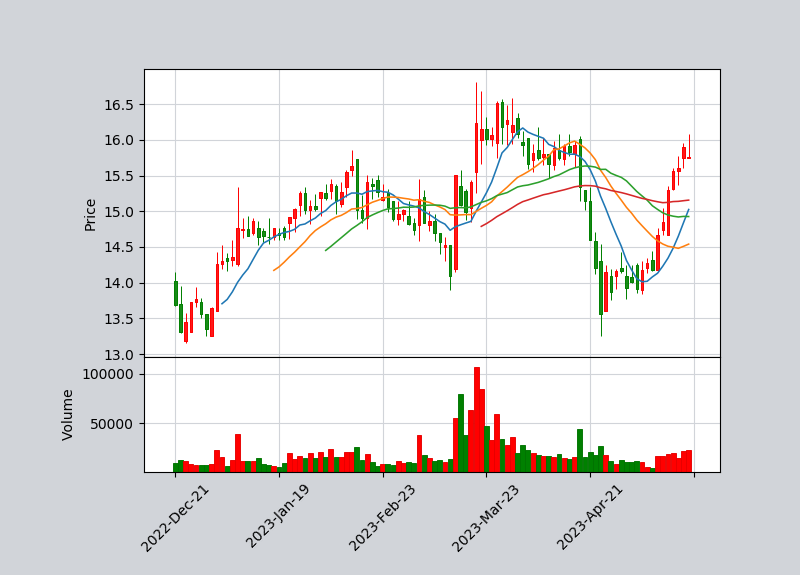 Price
16.5
16.0
15.5
15.0
14.5
14.0
13.5
13.0
Volume
100000
50000
2022-Dec-21
2023-Jan-19
2023-Feb-23
2023-Mar-23
2023-Apr-21